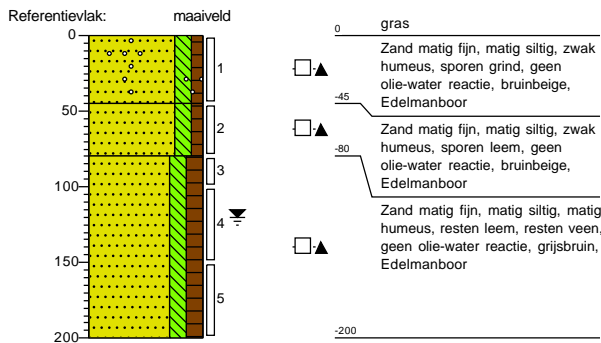 Referentievlak: maaiveld
0
50
100
150
200
1
2
3
4
5
0 gras
Zand matig fijn, matig siltig, zwak
humeus, sporen grind, geen
olie-water reactie, bruinbeige,
Edelmanboor
-45
Zand matig fijn, matig siltig, zwak
humeus, sporen leem, geen
olie-water reactie, bruinbeige,
Edelmanboor
-80
Zand matig fijn, matig siltig, matig
humeus, resten leem, resten veen,
geen olie-water reactie, grijsbruin,
Edelmanboor
-200